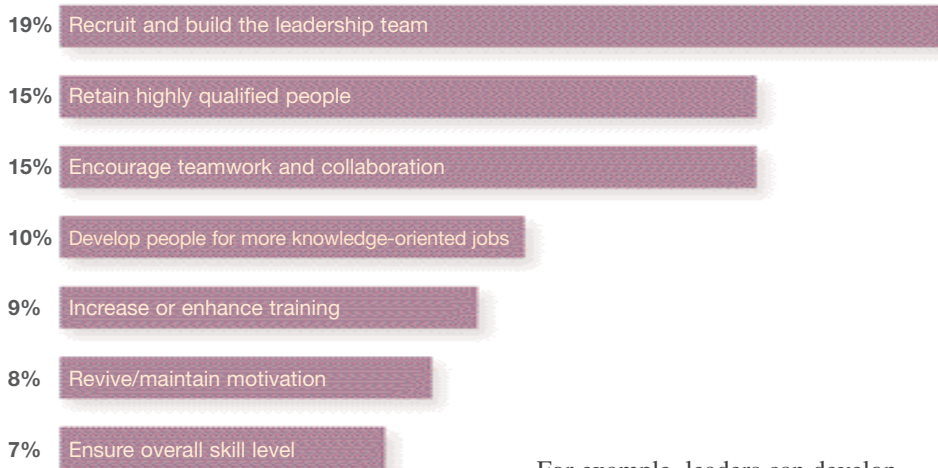 19% Recruit and build the leadership team
15% Retain highly qualified people
15% Encourage teamwork and collaboration
10% Develop people for more knowledge-oriented jobs
9% Increase or enhance training
8% Revive/maintain motivation
7% Ensure overall skill level
For example, leaders can develop